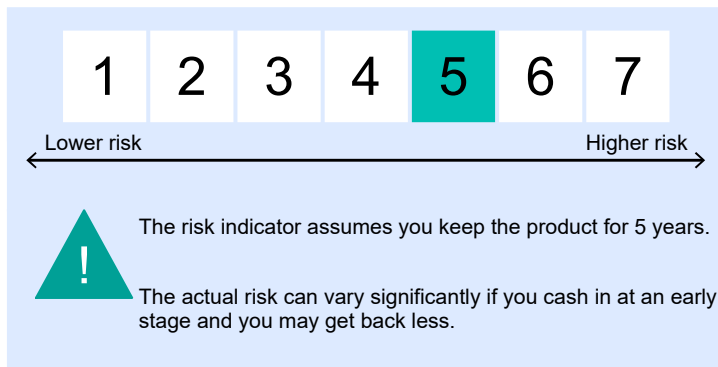 1 2 3 4 5 6 7
Lower risk Higher risk
!
The risk indicator assumes you keep the product for 5 years.
The actual risk can vary significantly if you cash in at an early
stage and you may get back less.